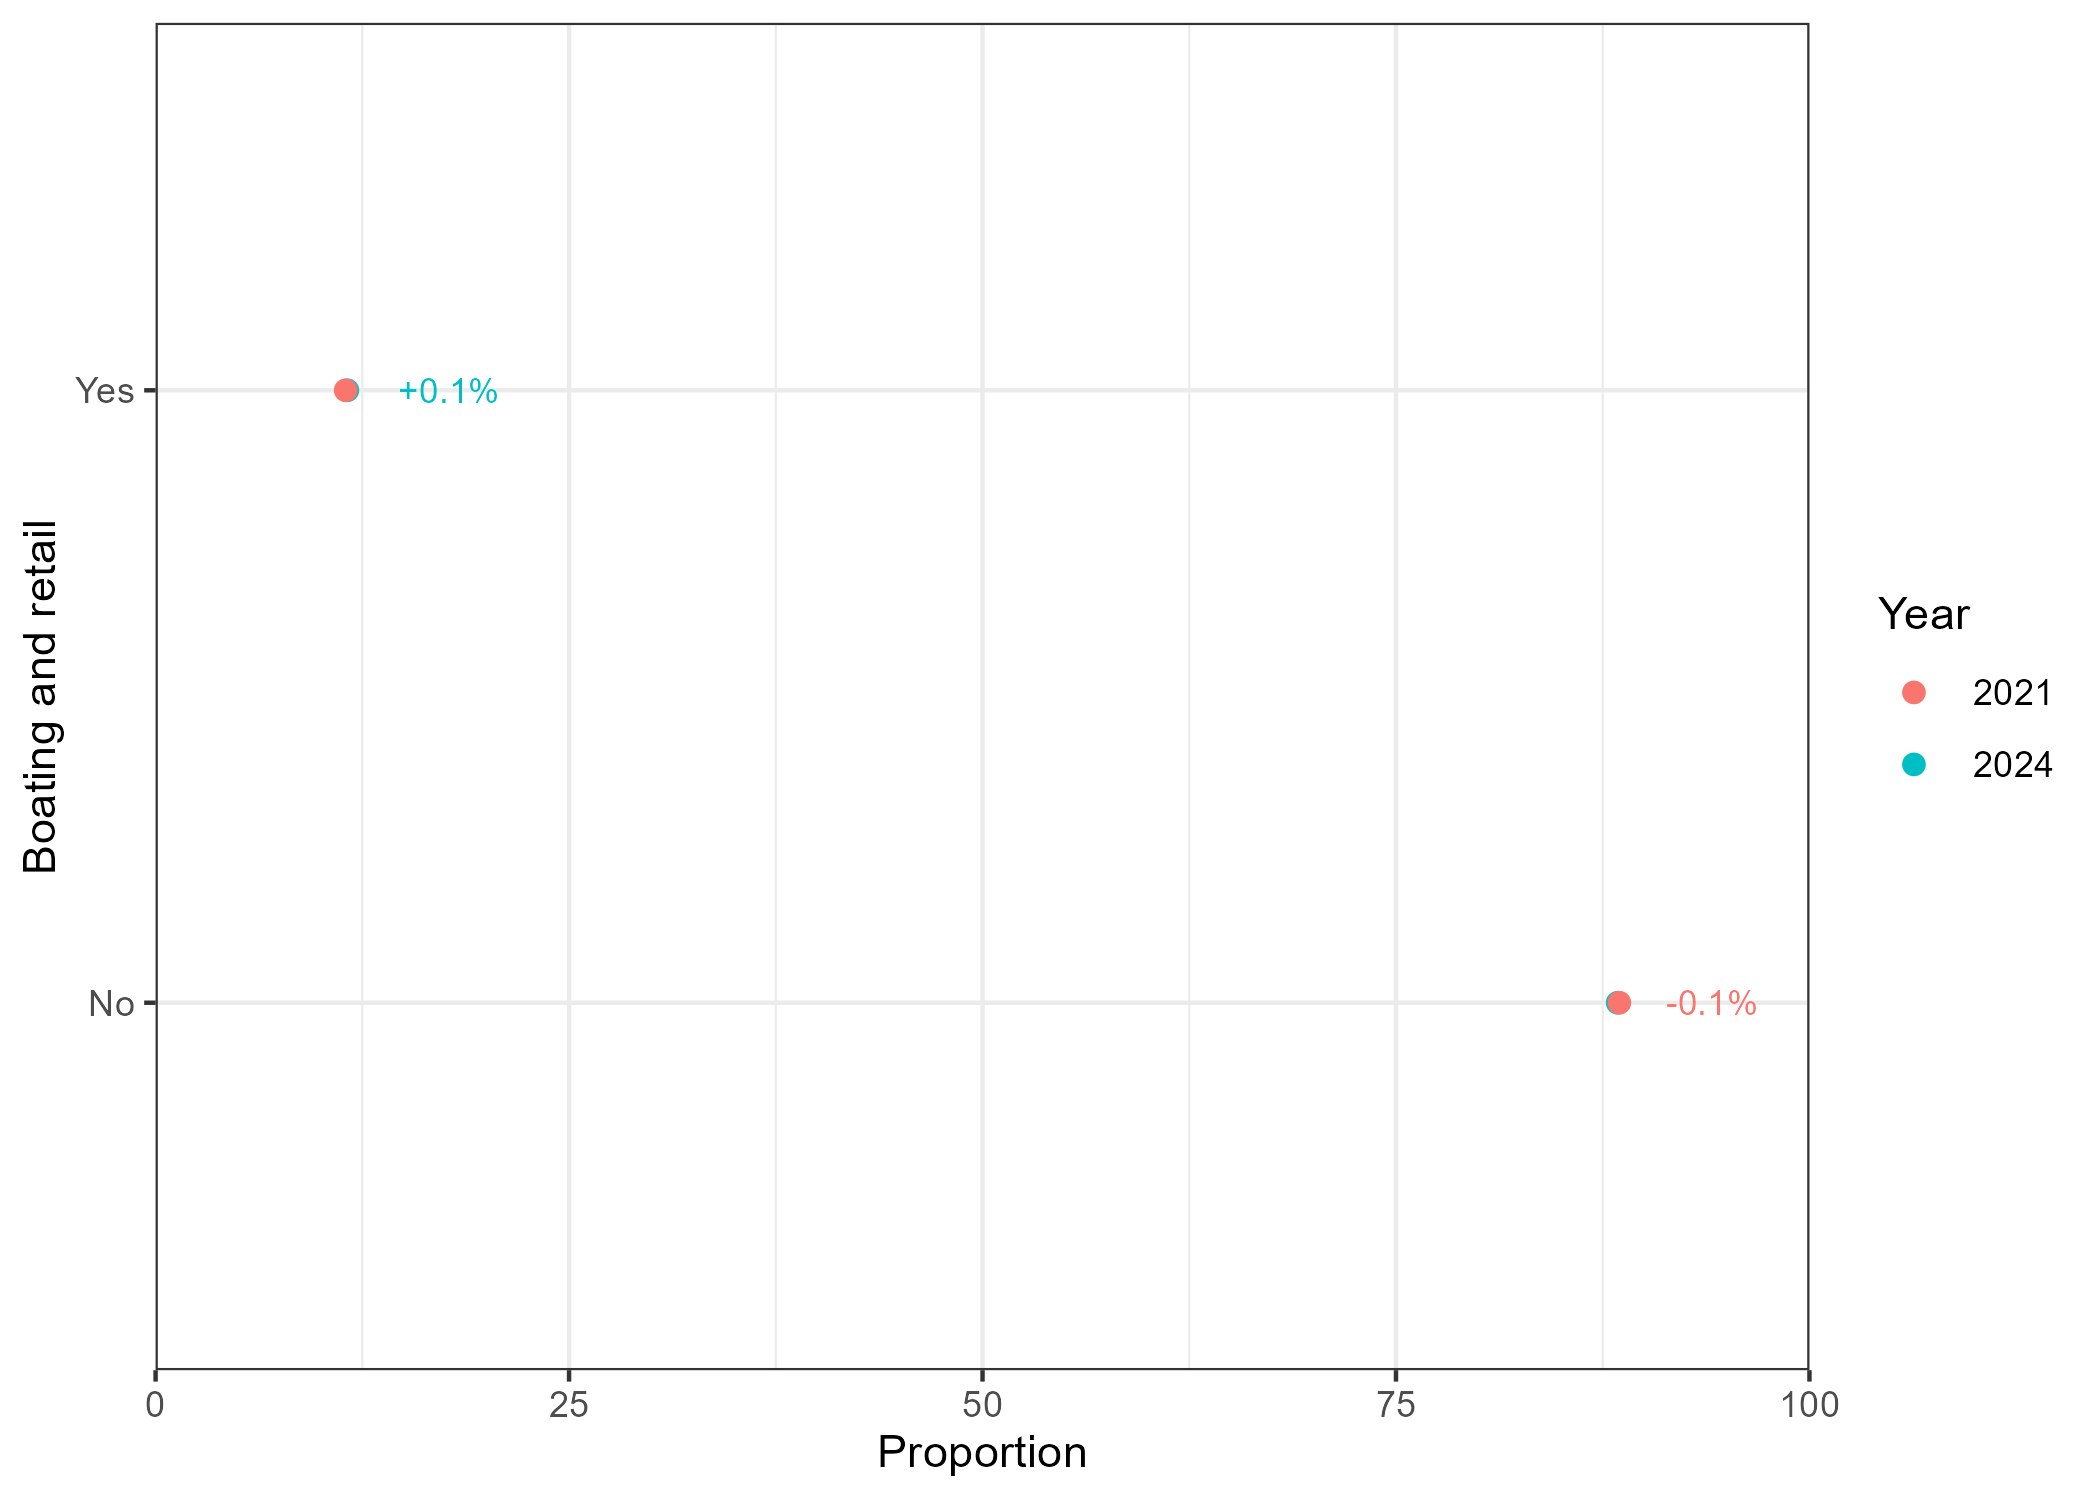 Boating and retail
Yes
+0.1%
No
-0.1%
0
25
50
75
100
Proportion
Year
2021
2024